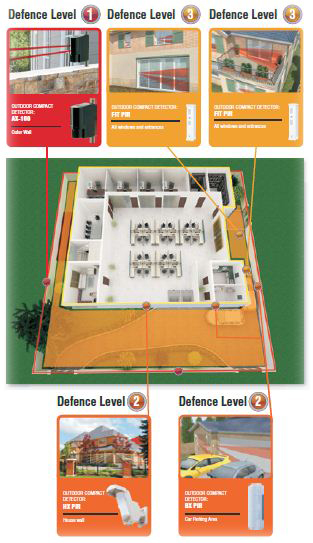 Defence Level 1
OUTDOOR COMPACT
DETECTOR:
AX-100
Outer Wall
Defence Level 3
OUTDOOR COMPACT DETECTOR:
FIT PIR
All windows and entrances
Defence Level 3
OUTDOOR COMPACT DETECTOR:
FIT PIR
All windows and entrances
Defence Level 2
OUTDOOR COMPACT
DETECTOR:
HX PIR
House wall
Defence Level 2
OUTDOOR COMPACT
DETECTOR:
BX PIR
Car Parking Area